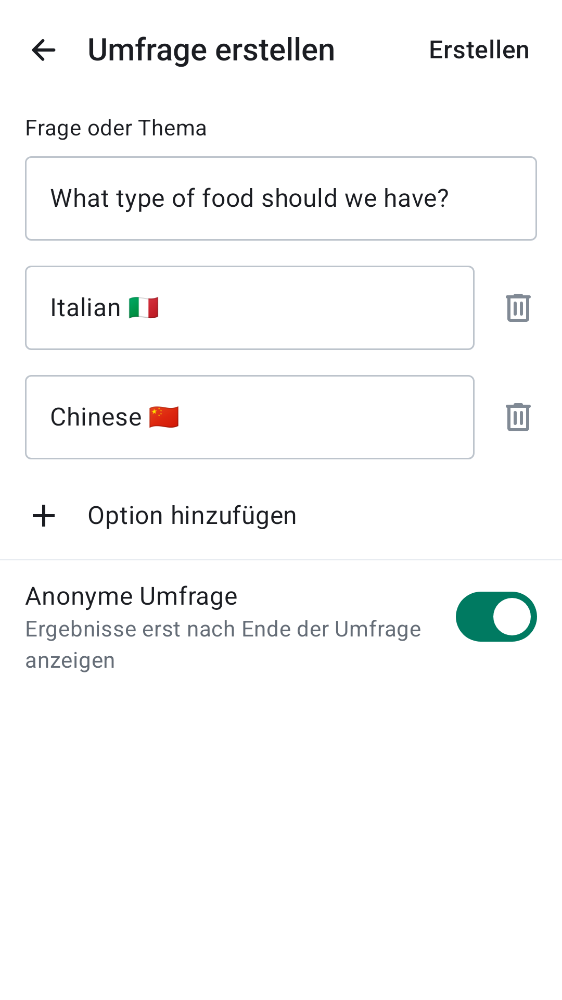 Umfrage erstellen
Erstellen
Frage oder Thema
What type of food should we have?
Italian 🇮🇹
Chinese 🇨🇳
Option hinzufügen
Anonyme Umfrage
Ergebnisse erst nach Ende der Umfrage
anzeigen